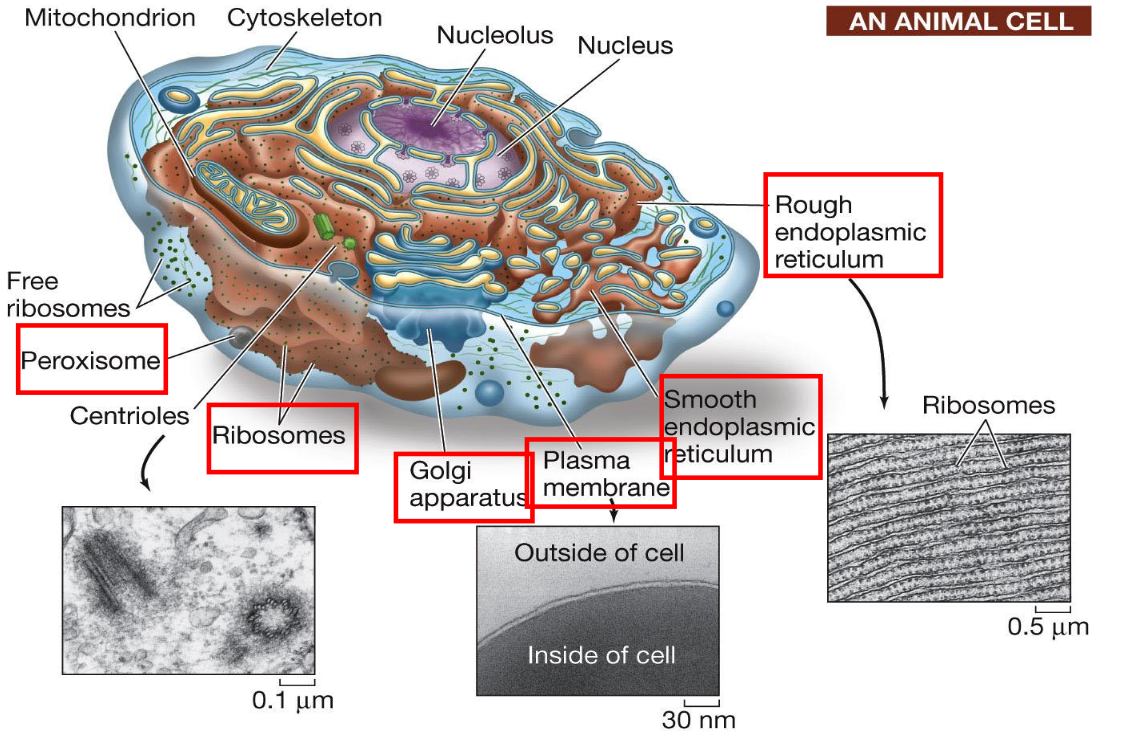 Mitochondrion
Cytoskeleton
Nucleolus
Nucleus
AN ANIMAL CELL
Rough
endoplasmic
reticulum
Free
ribosomes
Peroxisome
Centrioles
Ribosomes
Golgi
apparatus
Plasma
membrane
Smooth
endoplasmic
reticulum
Ribosomes
Outside of cell
Inside of cell
0.1 µm
30 nm
0.5 µm